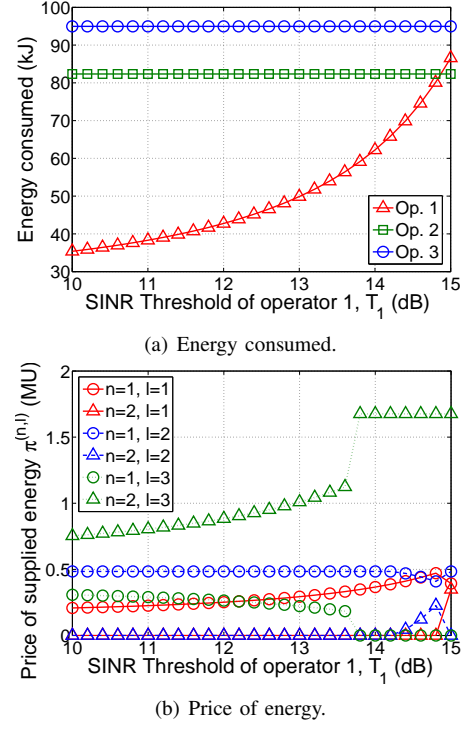 100
90
80
70
60
50
40
30
Energy consumed (kJ)
Op. 1
Op. 2
Op. 3
10 11 12 13 14 15
SINR Threshold of operator 1, T_1 (dB)
(a) Energy consumed.
2
1.5
1
0.5
0
Price of supplied energy π^(n,l) (MU)
n=1, l=1
n=2, l=1
n=1, l=2
n=2, l=2
n=1, l=3
n=2, l=3
10 11 12 13 14 15
SINR Threshold of operator 1, T_1 (dB)
(b) Price of energy.